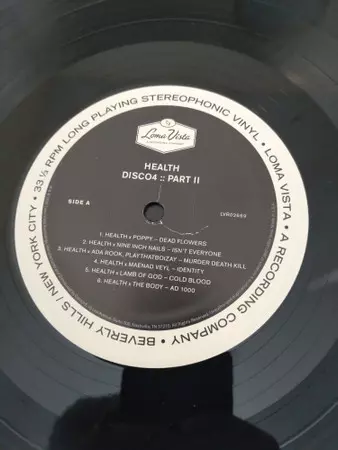 33 ⅓ RPM LONG PLAYING STEREOPHONIC VINYL • LOMA VISTA • A RECORDING COMPANY • BEVERLY HILLS / NEW YORK CITY •
Loma Vista
HEALTH
DISCO4 :: PART II
SIDE A
1. HEALTH x POPPY – DEAD FLOWERS
2. HEALTH x NINE INCH NAILS – ISN'T EVERYONE
3. HEALTH x ADA ROOK, PLAYTHATBOIZAY – MURDER DEATH KILL
4. HEALTH x MAENAD VEYL – IDENTITY
5. HEALTH x LAMB OF GOD – COLD BLOOD
6. HEALTH x THE BODY – AD 1000